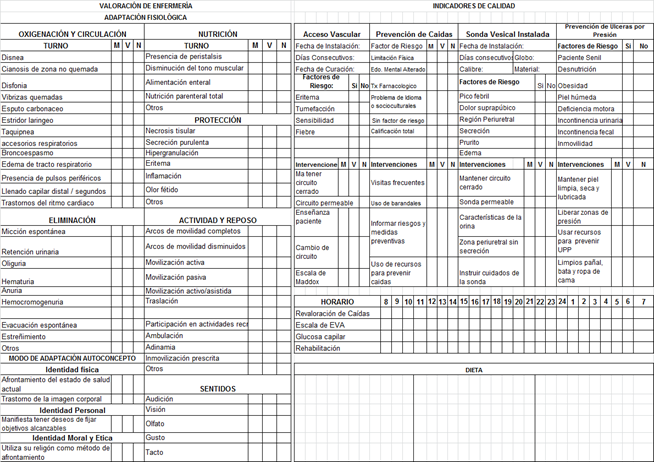 VALORACIÓN DE ENFERMERÍA
ADAPTACIÓN FISIOLÓGICA
OXIGENACIÓN Y CIRCULACIÓN
TURNO M V N
Disnea
Cianosis de zona no quemada
Disfonia
Vibrizas quemadas
Esputo carbonaceo
Estridor laringeo
Taquipnea
accesorios respiratorios
Broncoespasmo
Edema de tracto respiratorio
Presencia de pulsos periféricos
Llenado capilar distal / segundos
Trastornos del ritmo cardiaco
ELIMINACIÓN
Micción espontánea
Retención urinaria
Oliguria
Hematuria
Anuria
Hemocromogenuria
Evacuación espontánea
Estreñimiento
Otros
MODO DE ADAPTACIÓN AUTOCONCEPTO
Identidad física
Afrontamiento del estado de salud
actual
Trastorno de la imagen corporal
Identidad Personal
Manifiesta tener deseos de fijar
objetivos alcanzables
Identidad Moral y Etica
Utiliza su religón como método de
afrontamiento
NUTRICIÓN
TURNO M V N
Presencia de peristalsis
Disminución del tono muscular
Alimentación enteral
Nutrición parenteral total
Otros
PROTECCIÓN
Necrosis tisular
Secreción purulenta
Hipergranulación
Eritema
Inflamación
Olor fétido
Otros
ACTIVIDAD Y REPOSO
Arcos de movilidad completos
Arcos de movilidad disminuidos
Movilización activa
Movilización pasiva
Movilización activo/asistida
Traslación
Participación en actividades recr
Ambulación
Adinamia
Inmovilización prescrita
Otros
SENTIDOS
Audición
Visión
Olfato
Gusto
Tacto
INDICADORES DE CALIDAD
Acceso Vascular
Fecha de Instalación:
Días Consecutivos:
Fecha de Curación:
Factores de
Riesgo: Si No
Eritema
Tumefacción
Sensibilidad
Fiebre
Intervencione M V N
Ma tener
circuito
cerrado
Circuito permeable
Enseñanza
paciente
Cambio de
circuito
Escala de
Maddox
Prevención de Caídas
Factor de Riesgo M V N
Limitación Física
Edo. Mental Alterado
Tx Farmacologico
Problema de Idioma
o socioculturales
Sin factor de riesgo
Calificación total
Intervenciones M V N
Visitas frecuentes
Uso de barandales
Informar riesgos y
medidas
preventivas
Uso de recursos
para prevenir
caidas
Sonda Vesical Instalada
Fecha de Instalación:
Días consecutivos: Globo:
Calibre: Material:
Factores de Riesgo Si No
Pico febril
Dolor suprapúbico
Región Periuretral
Secreción
Prurito
Edema
Intervenciones M V N
Mantener circuito
cerrado
Sonda permeable
Características de la
orina
Zona periuretral sin
secreción
Instruir cuidados de
la sonda
Prevención de Ulceras por
Presión
Factores de Riesgo Si No
Paciente Senil
Desnutrición
Obesidad
Piel húmeda
Deficiencia motora
Incontinencia urinaria
Incontinencia fecal
Inmovilidad
Intervenciones M V N
Mantener piel
limpia, seca y
lubricada
Liberar zonas de
presión
Usar recursos
para prevenir
UPP
Limpios pañal,
bata y ropa de
cama
HORARIO 8 9 10 11 12 13 14 15 16 17 18 19 20 21 22 23 24 1 2 3 4 5 6 7
Revaloración de Caídas
Escala de EVA
Glucosa capilar
Rehabilitación
DIETA